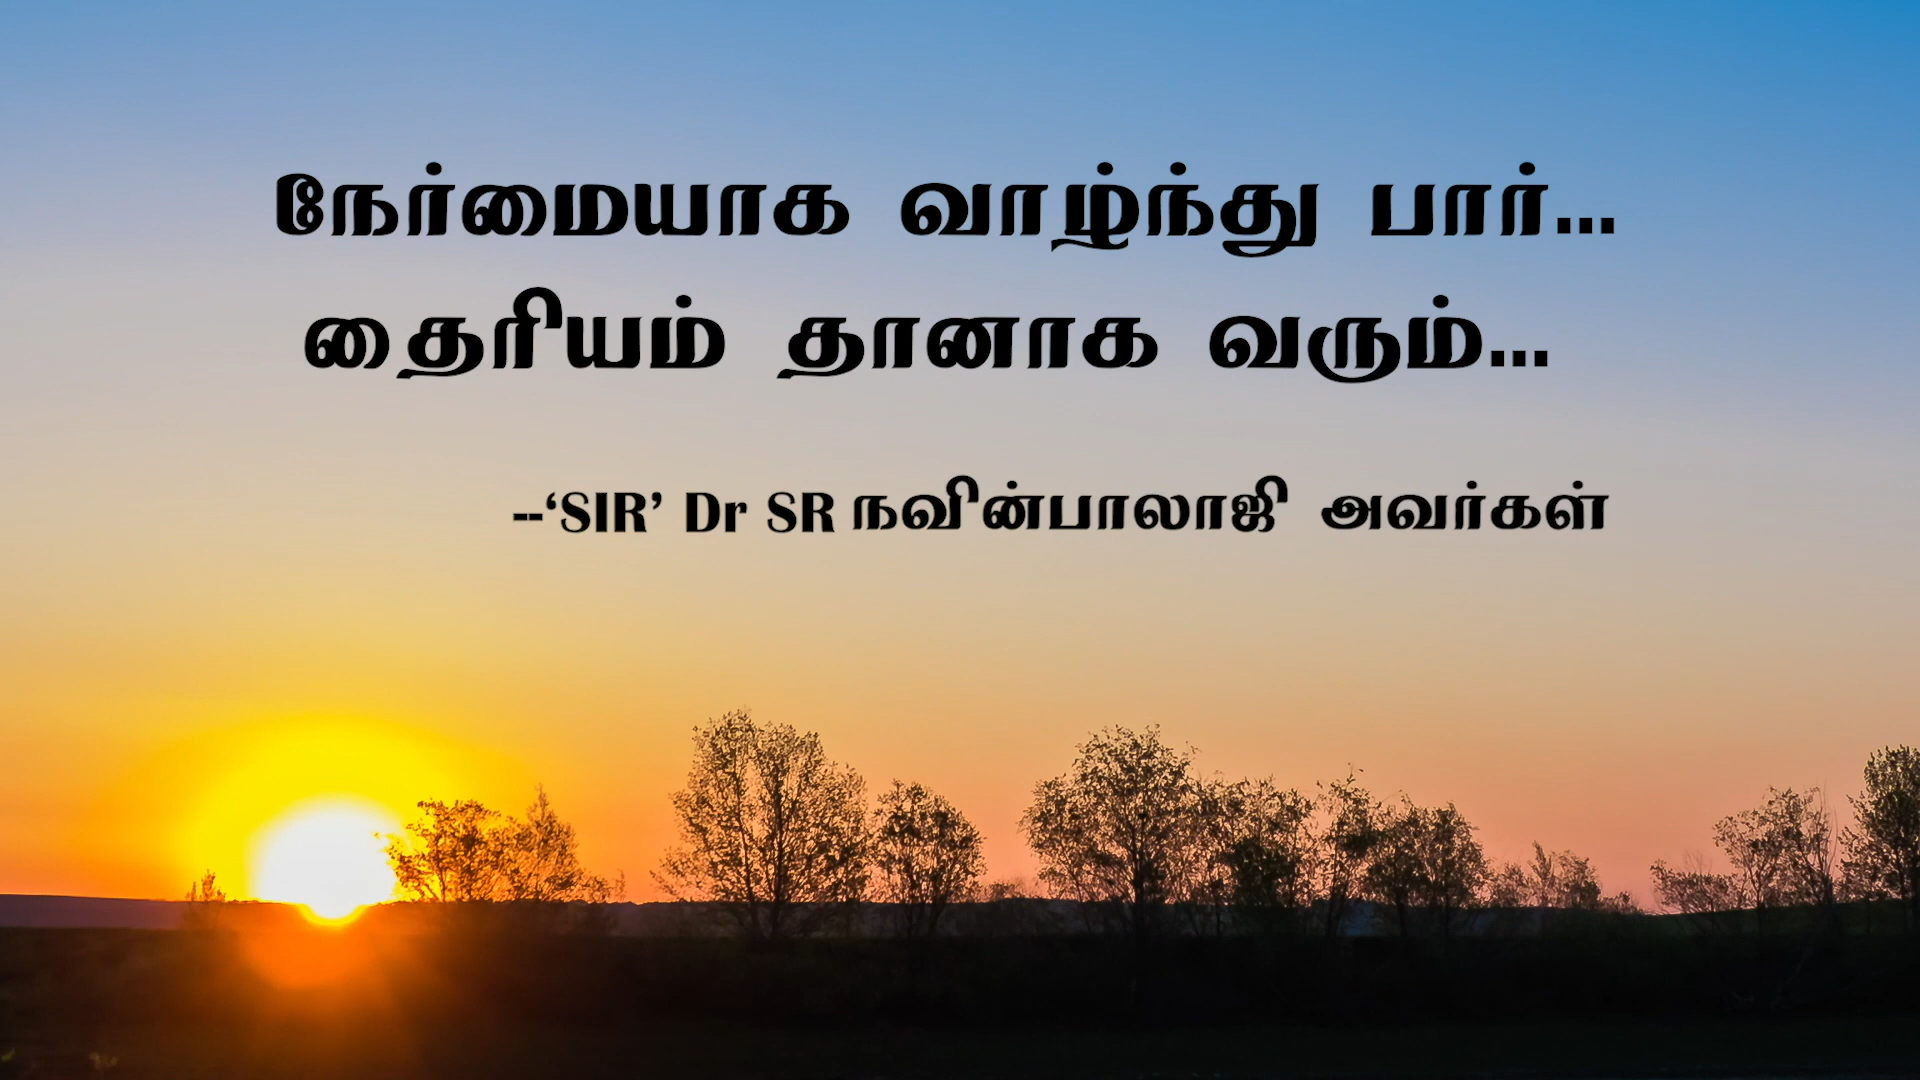 நேர்மையாக வாழ்ந்து பார்...
தைரியம் தானாக வரும்...
--‘SIR’ Dr SR நவின்பாலாஜி அவர்கள்